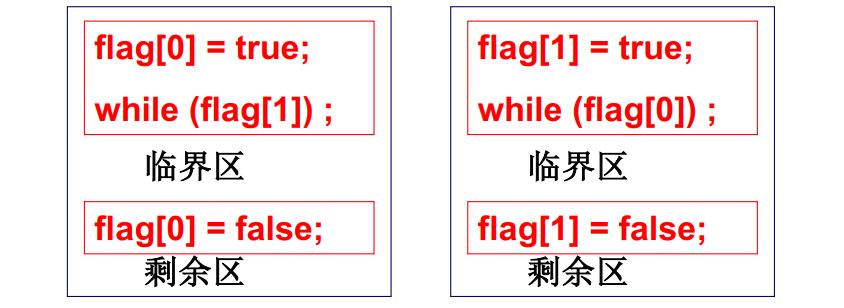 flag[0] = true;
while (flag[1]) ;
临界区
flag[0] = false;
剩余区
flag[1] = true;
while (flag[0]) ;
临界区
flag[1] = false;
剩余区